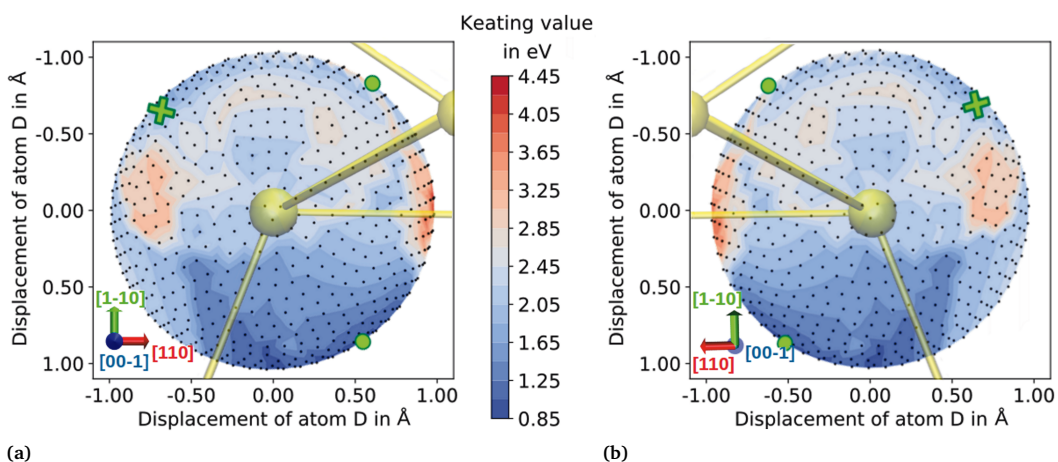 Keating value
in eV
-1.00
-0.50
0.00
0.50
1.00
Displacement of atom D in Å
-1.00 -0.50 0.00 0.50 1.00
Displacement of atom D in Å
[1-10]
[00-1]
[110]
4.45
4.05
3.65
3.25
2.85
2.45
2.05
1.65
1.25
0.85
-1.00
-0.50
0.00
0.50
1.00
Displacement of atom D in Å
-1.00 -0.50 0.00 0.50 1.00
Displacement of atom D in Å
[1-10]
[00-1]
[110]
(a)
(b)